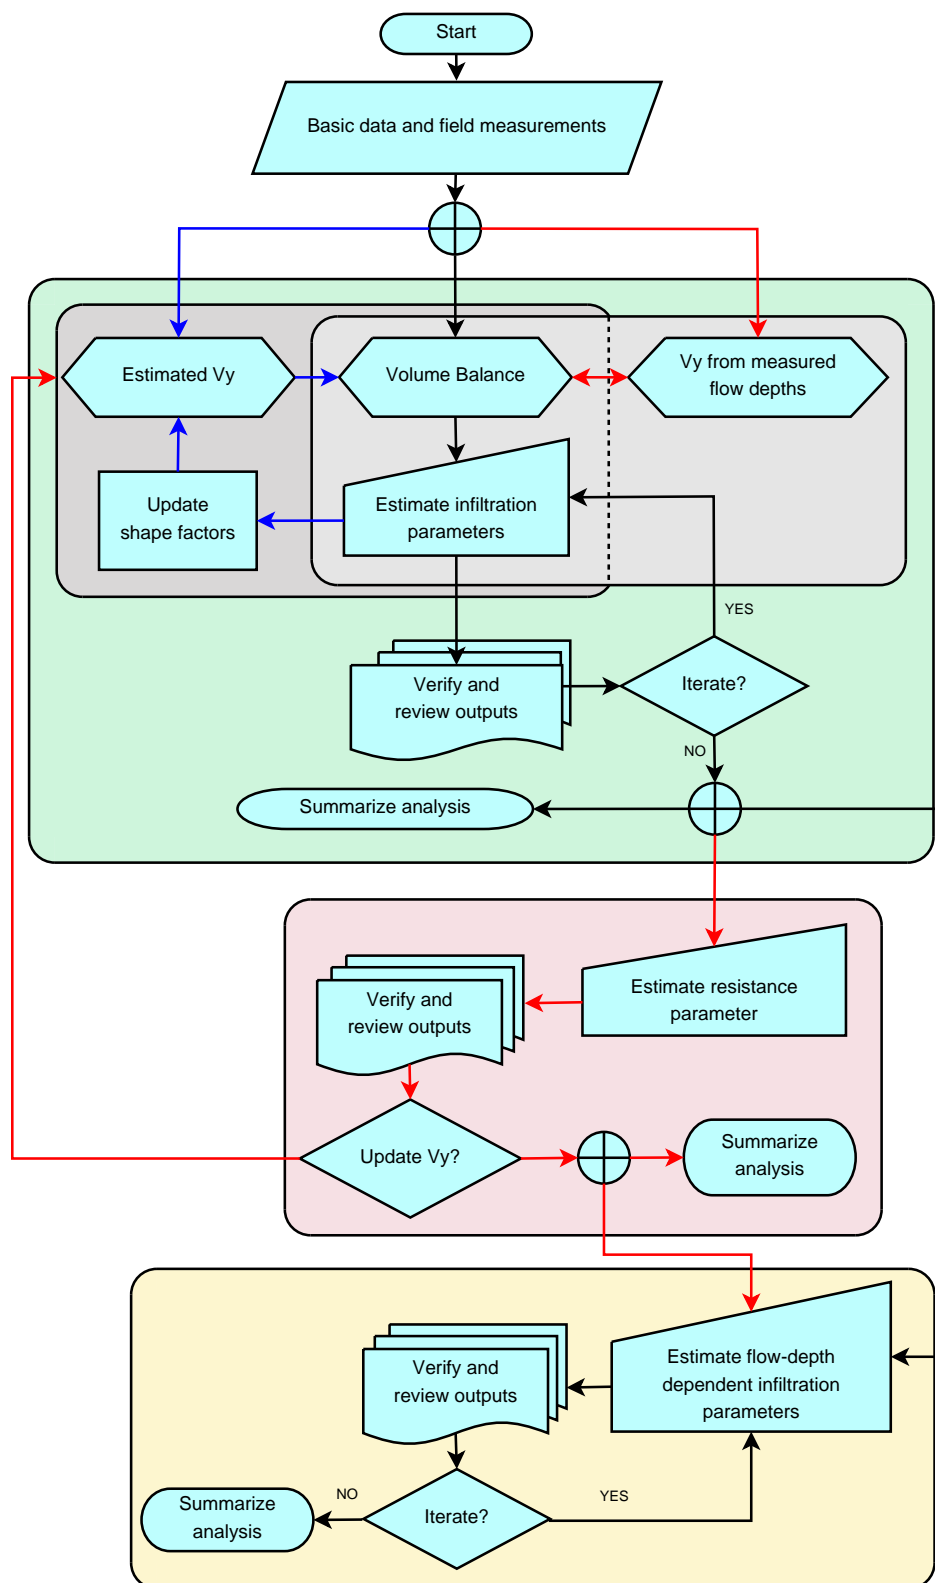 Start
Basic data and field measurements
Estimated Vy
Volume Balance
Vy from measured
flow depths
Update
shape factors
Estimate infiltration
parameters
YES
Verify and
review outputs
Iterate?
NO
Summarize analysis
Estimate resistance
parameter
Verify and
review outputs
Update Vy?
Summarize
analysis
Estimate flow-depth
dependent infiltration
parameters
Verify and
review outputs
NO
YES
Summarize
analysis
Iterate?